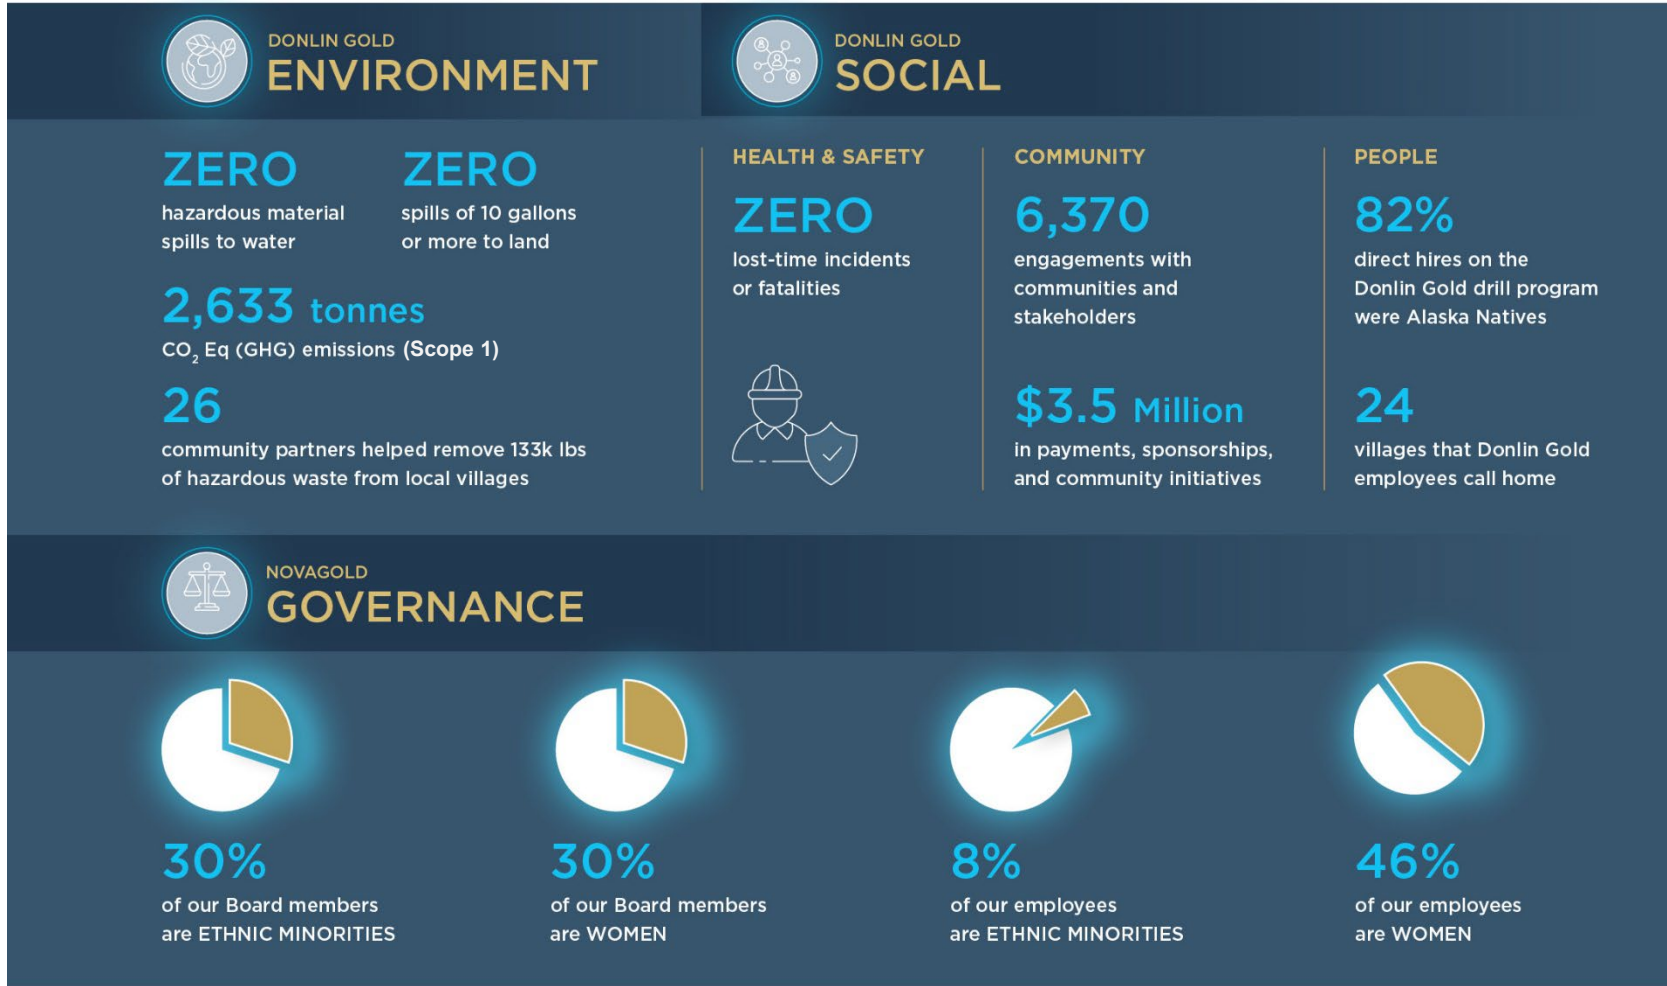 DONLIN GOLD
ENVIRONMENT
ZERO
hazardous material
spills to water
ZERO
spills of 10 gallons
or more to land
2,633 tonnes
CO₂ Eq (GHG) emissions (Scope 1)
26
community partners helped remove 133k lbs
of hazardous waste from local villages
DONLIN GOLD
SOCIAL
HEALTH & SAFETY
ZERO
lost-time incidents
or fatalities
COMMUNITY
6,370
engagements with
communities and
stakeholders
$3.5 Million
in payments, sponsorships,
and community initiatives
PEOPLE
82%
direct hires on the
Donlin Gold drill program
were Alaska Natives
24
villages that Donlin Gold
employees call home
NOVAGOLD
GOVERNANCE
30%
of our Board members
are ETHNIC MINORITIES
30%
of our Board members
are WOMEN
8%
of our employees
are ETHNIC MINORITIES
46%
of our employees
are WOMEN